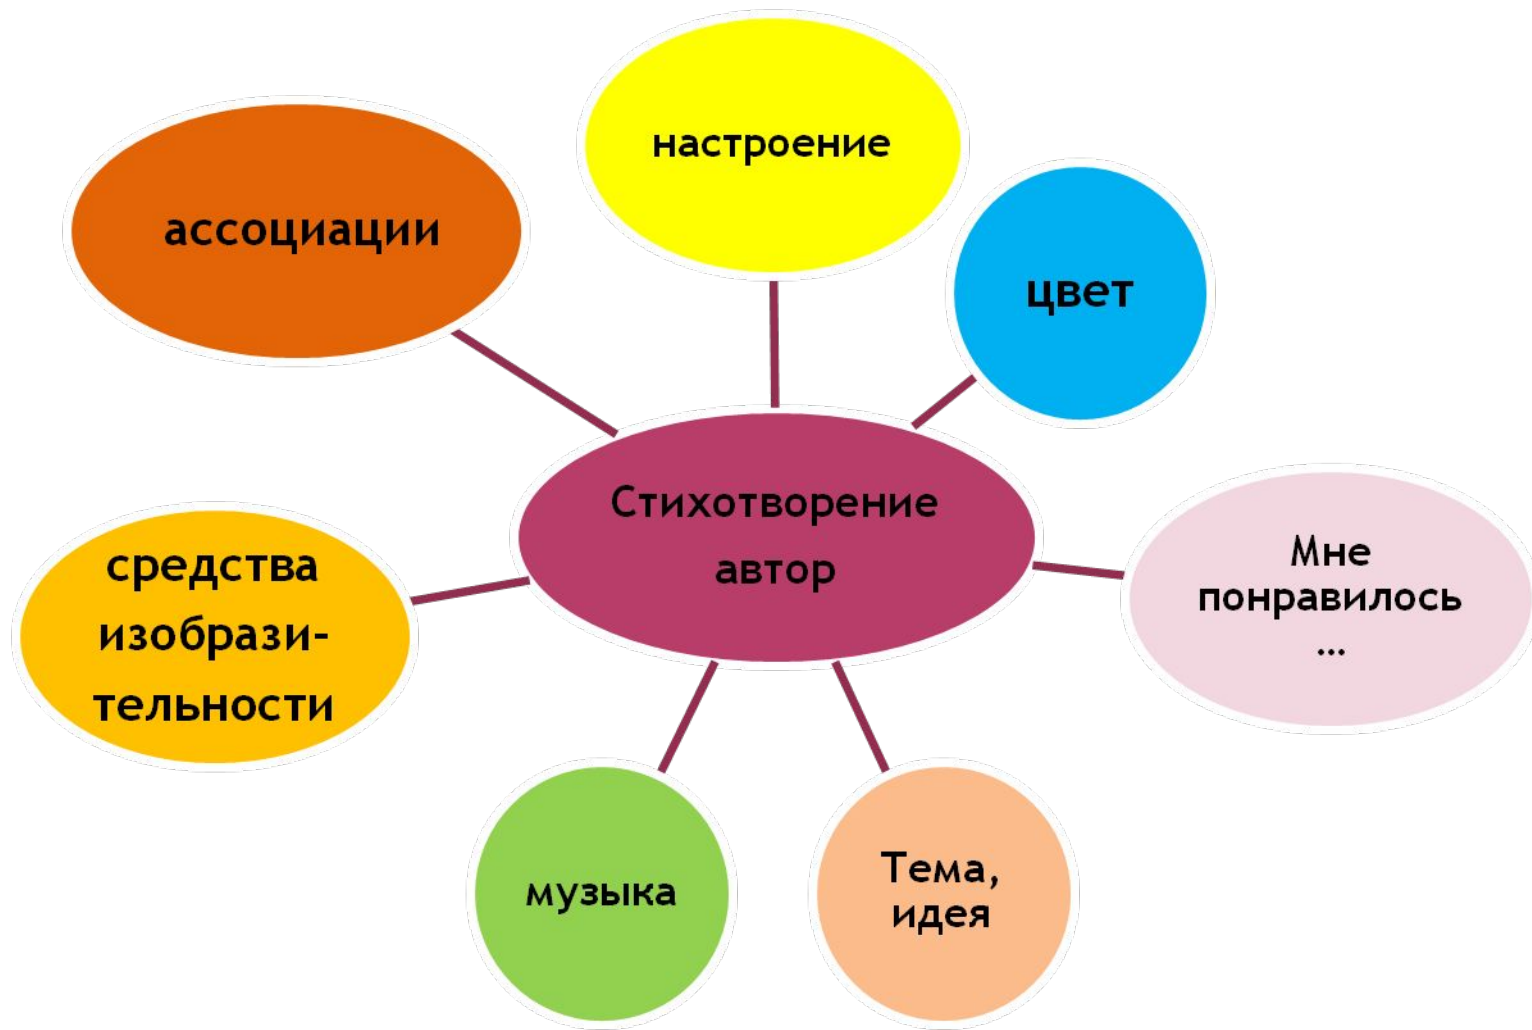 настроение
ассоциации
цвет
Стихотворение
автор
Мне
понравилось
...
средства
изобрази-
тельности
музыка
Тема,
идея